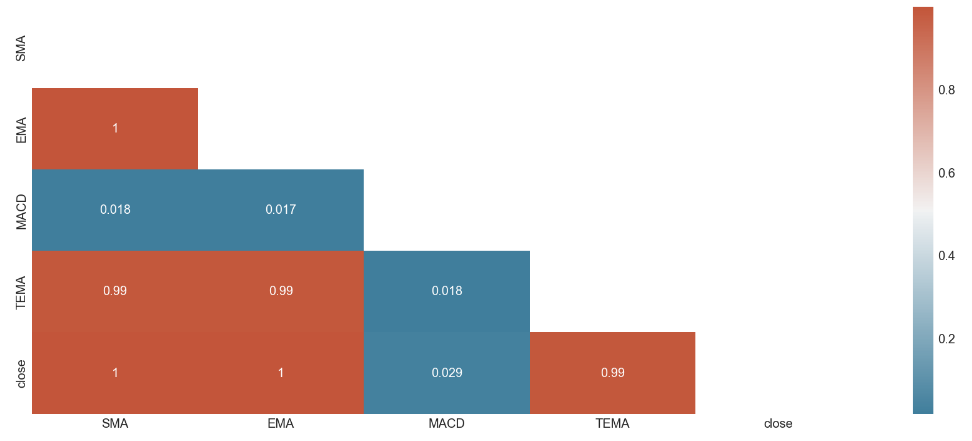 SMA
EMA
1
MACD
0.018 0.017
TEMA
0.99 0.99 0.018
close
1 1 0.029 0.99
SMA EMA MACD TEMA close
0.8
0.6
0.4
0.2